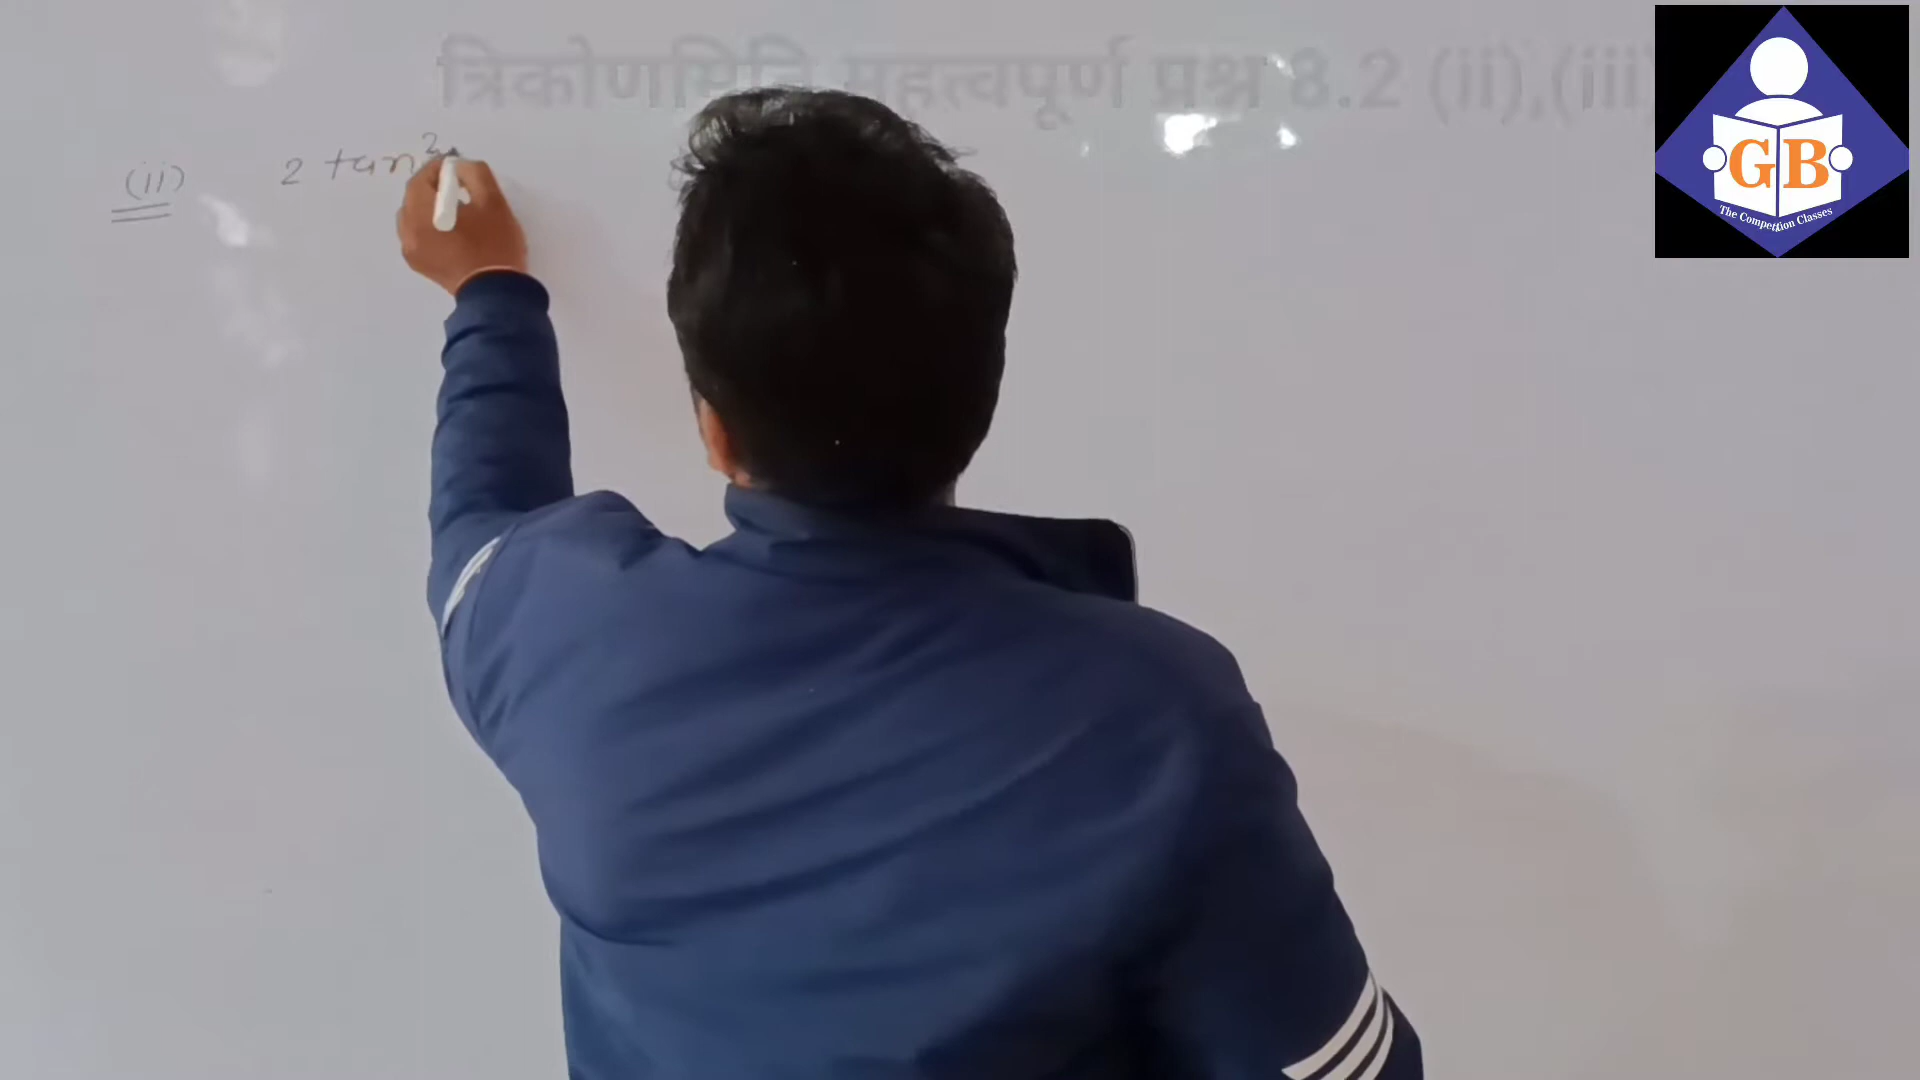 त्रिकोणमिति महत्वपूर्ण प्रश्न 8.2 (ii),(iii)
(ii) 2 tan²
GB
The Competition Classes